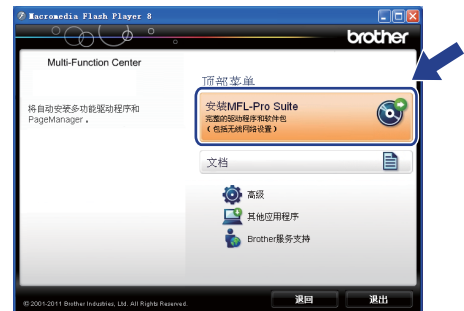 Macromedia Flash Player 8
brother
Multi-Function Center
顶部菜单
将自动安装多功能驱动程序和
PageManager。
安装MFL-Pro Suite
完整的驱动程序和软件包
(包括无线网络设置)
文档
高级
其他应用程序
Brother服务支持
© 2001-2011 Brother Industries, Ltd. All Rights Reserved.
退回
退出